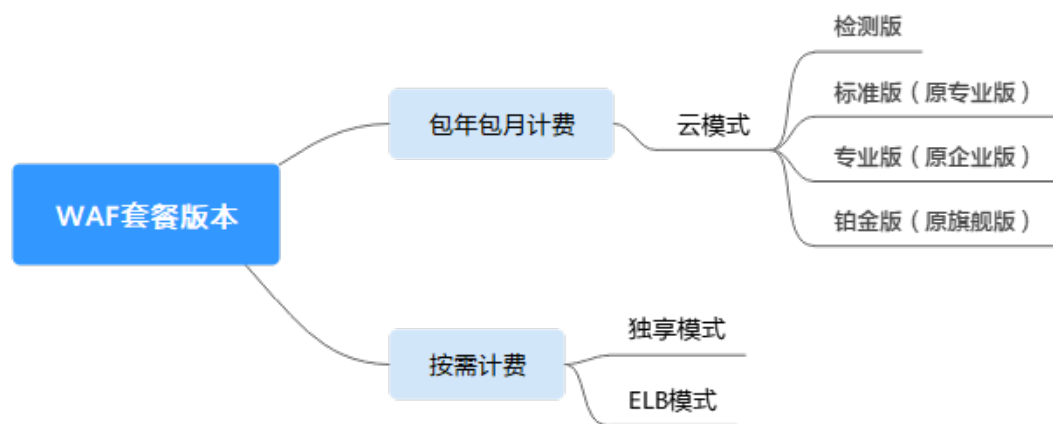 WAF套餐版本
包年包月计费
云模式
检测版
标准版（原专业版）
专业版（原企业版）
铂金版（原旗舰版）
按需计费
独享模式
ELB模式